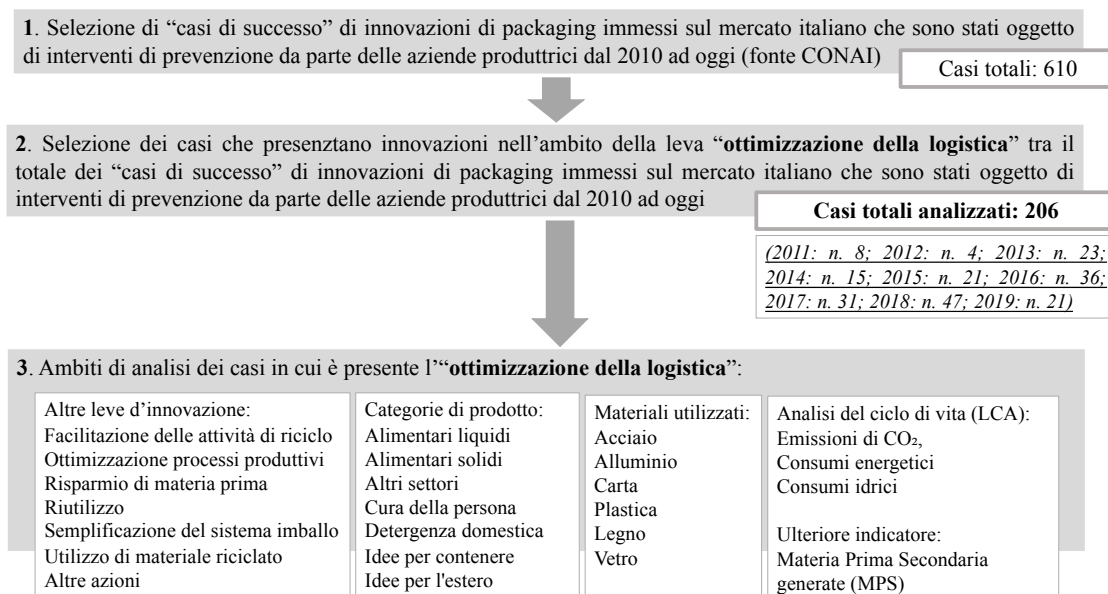 1. Selezione di “casi di successo” di innovazioni di packaging immessi sul mercato italiano che sono stati oggetto
di interventi di prevenzione da parte delle aziende produttrici dal 2010 ad oggi (fonte CONAI)
Casi totali: 610
2. Selezione dei casi che presenztano innovazioni nell’ambito della leva “ottimizzazione della logistica” tra il
totale dei “casi di successo” di innovazioni di packaging immessi sul mercato italiano che sono stati oggetto di
interventi di prevenzione da parte delle aziende produttrici dal 2010 ad oggi
Casi totali analizzati: 206
(2011: n. 8; 2012: n. 4; 2013: n. 23;
2014: n. 15; 2015: n. 21; 2016: n. 36;
2017: n. 31; 2018: n. 47; 2019: n. 21)
3. Ambiti di analisi dei casi in cui è presente l’“ottimizzazione della logistica”:
Altre leve d’innovazione:
Facilitazione delle attività di riciclo
Ottimizzazione processi produttivi
Risparmio di materia prima
Riutilizzo
Semplificazione del sistema imballo
Utilizzo di materiale riciclato
Altre azioni
Categorie di prodotto:
Alimentari liquidi
Alimentari solidi
Altri settori
Cura della persona
Detergenza domestica
Idee per contenere
Idee per l'estero
Materiali utilizzati:
Acciaio
Alluminio
Carta
Plastica
Legno
Vetro
Analisi del ciclo di vita (LCA):
Emissioni di CO₂,
Consumi energetici
Consumi idrici
Ulteriore indicatore:
Materia Prima Secondaria
generate (MPS)